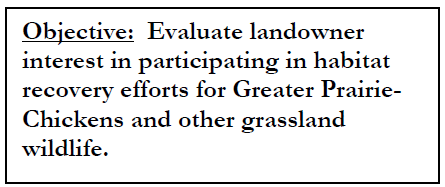 Objective:  Evaluate landowner
interest in participating in habitat
recovery efforts for Greater Prairie-
Chickens and other grassland
wildlife.